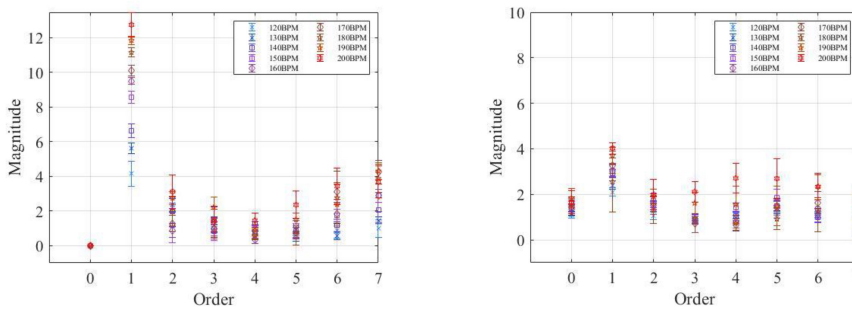 12
10
8
6
4
2
0
Magnitude
120BPM
130BPM
140BPM
150BPM
160BPM
170BPM
180BPM
190BPM
200BPM
0 1 2 3 4 5 6 7
Order
10
8
6
4
2
0
Magnitude
120BPM
130BPM
140BPM
150BPM
160BPM
170BPM
180BPM
190BPM
200BPM
0 1 2 3 4 5 6
Order